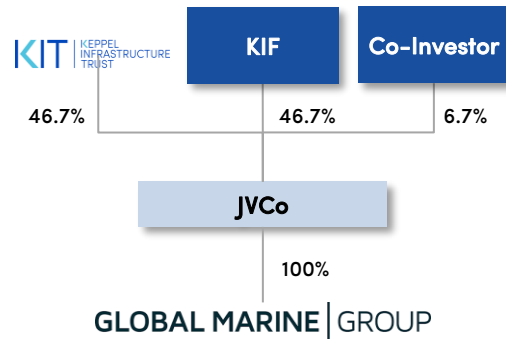 KIT KEPPEL
INFRASTRUCTURE
TRUST
KIF
Co-Investor
46.7%
46.7%
6.7%
JVCo
100%
GLOBAL MARINE GROUP